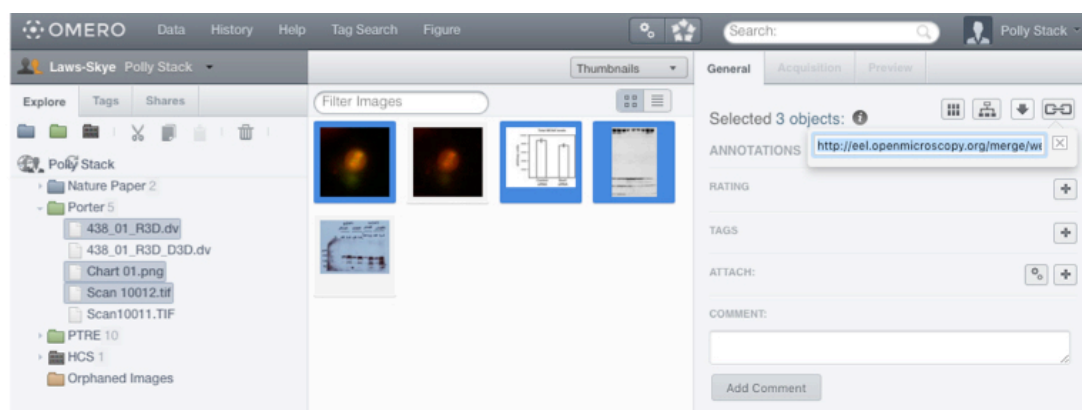 OMERO Data History Help Tag Search Figure Search: Polly Stack
Laws-Skye Polly Stack Thumbnails General Acquisition Preview
Explore Tags Shares Filter Images
Selected 3 objects:
http://eel.openmicroscopy.org/merge/we
ANNOTATIONS
Polly Stack
Nature Paper 2
RATING
Porter 5
438_01_R3D.dv
TAGS
438_01_R3D_D3D.dv
Chart 01.png
ATTACH:
Scan 10012.tif
Scan10011.TIF
COMMENT:
PTRE 10
HCS 1
Orphaned Images
Add Comment